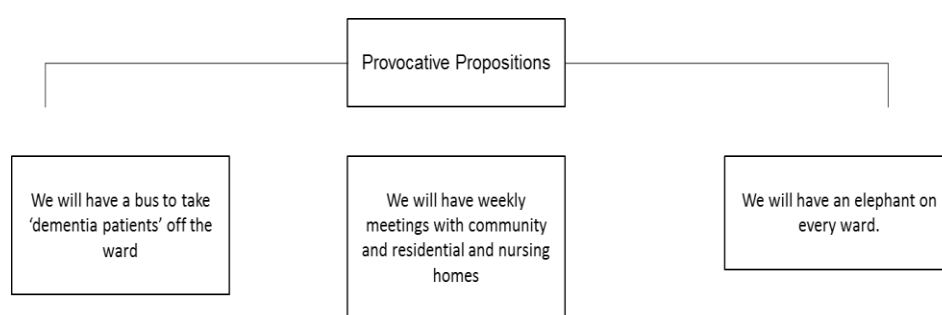 Provocative Propositions
We will have a bus to take
‘dementia patients’ off the
ward
We will have weekly
meetings with community
and residential and nursing
homes
We will have an elephant on
every ward.